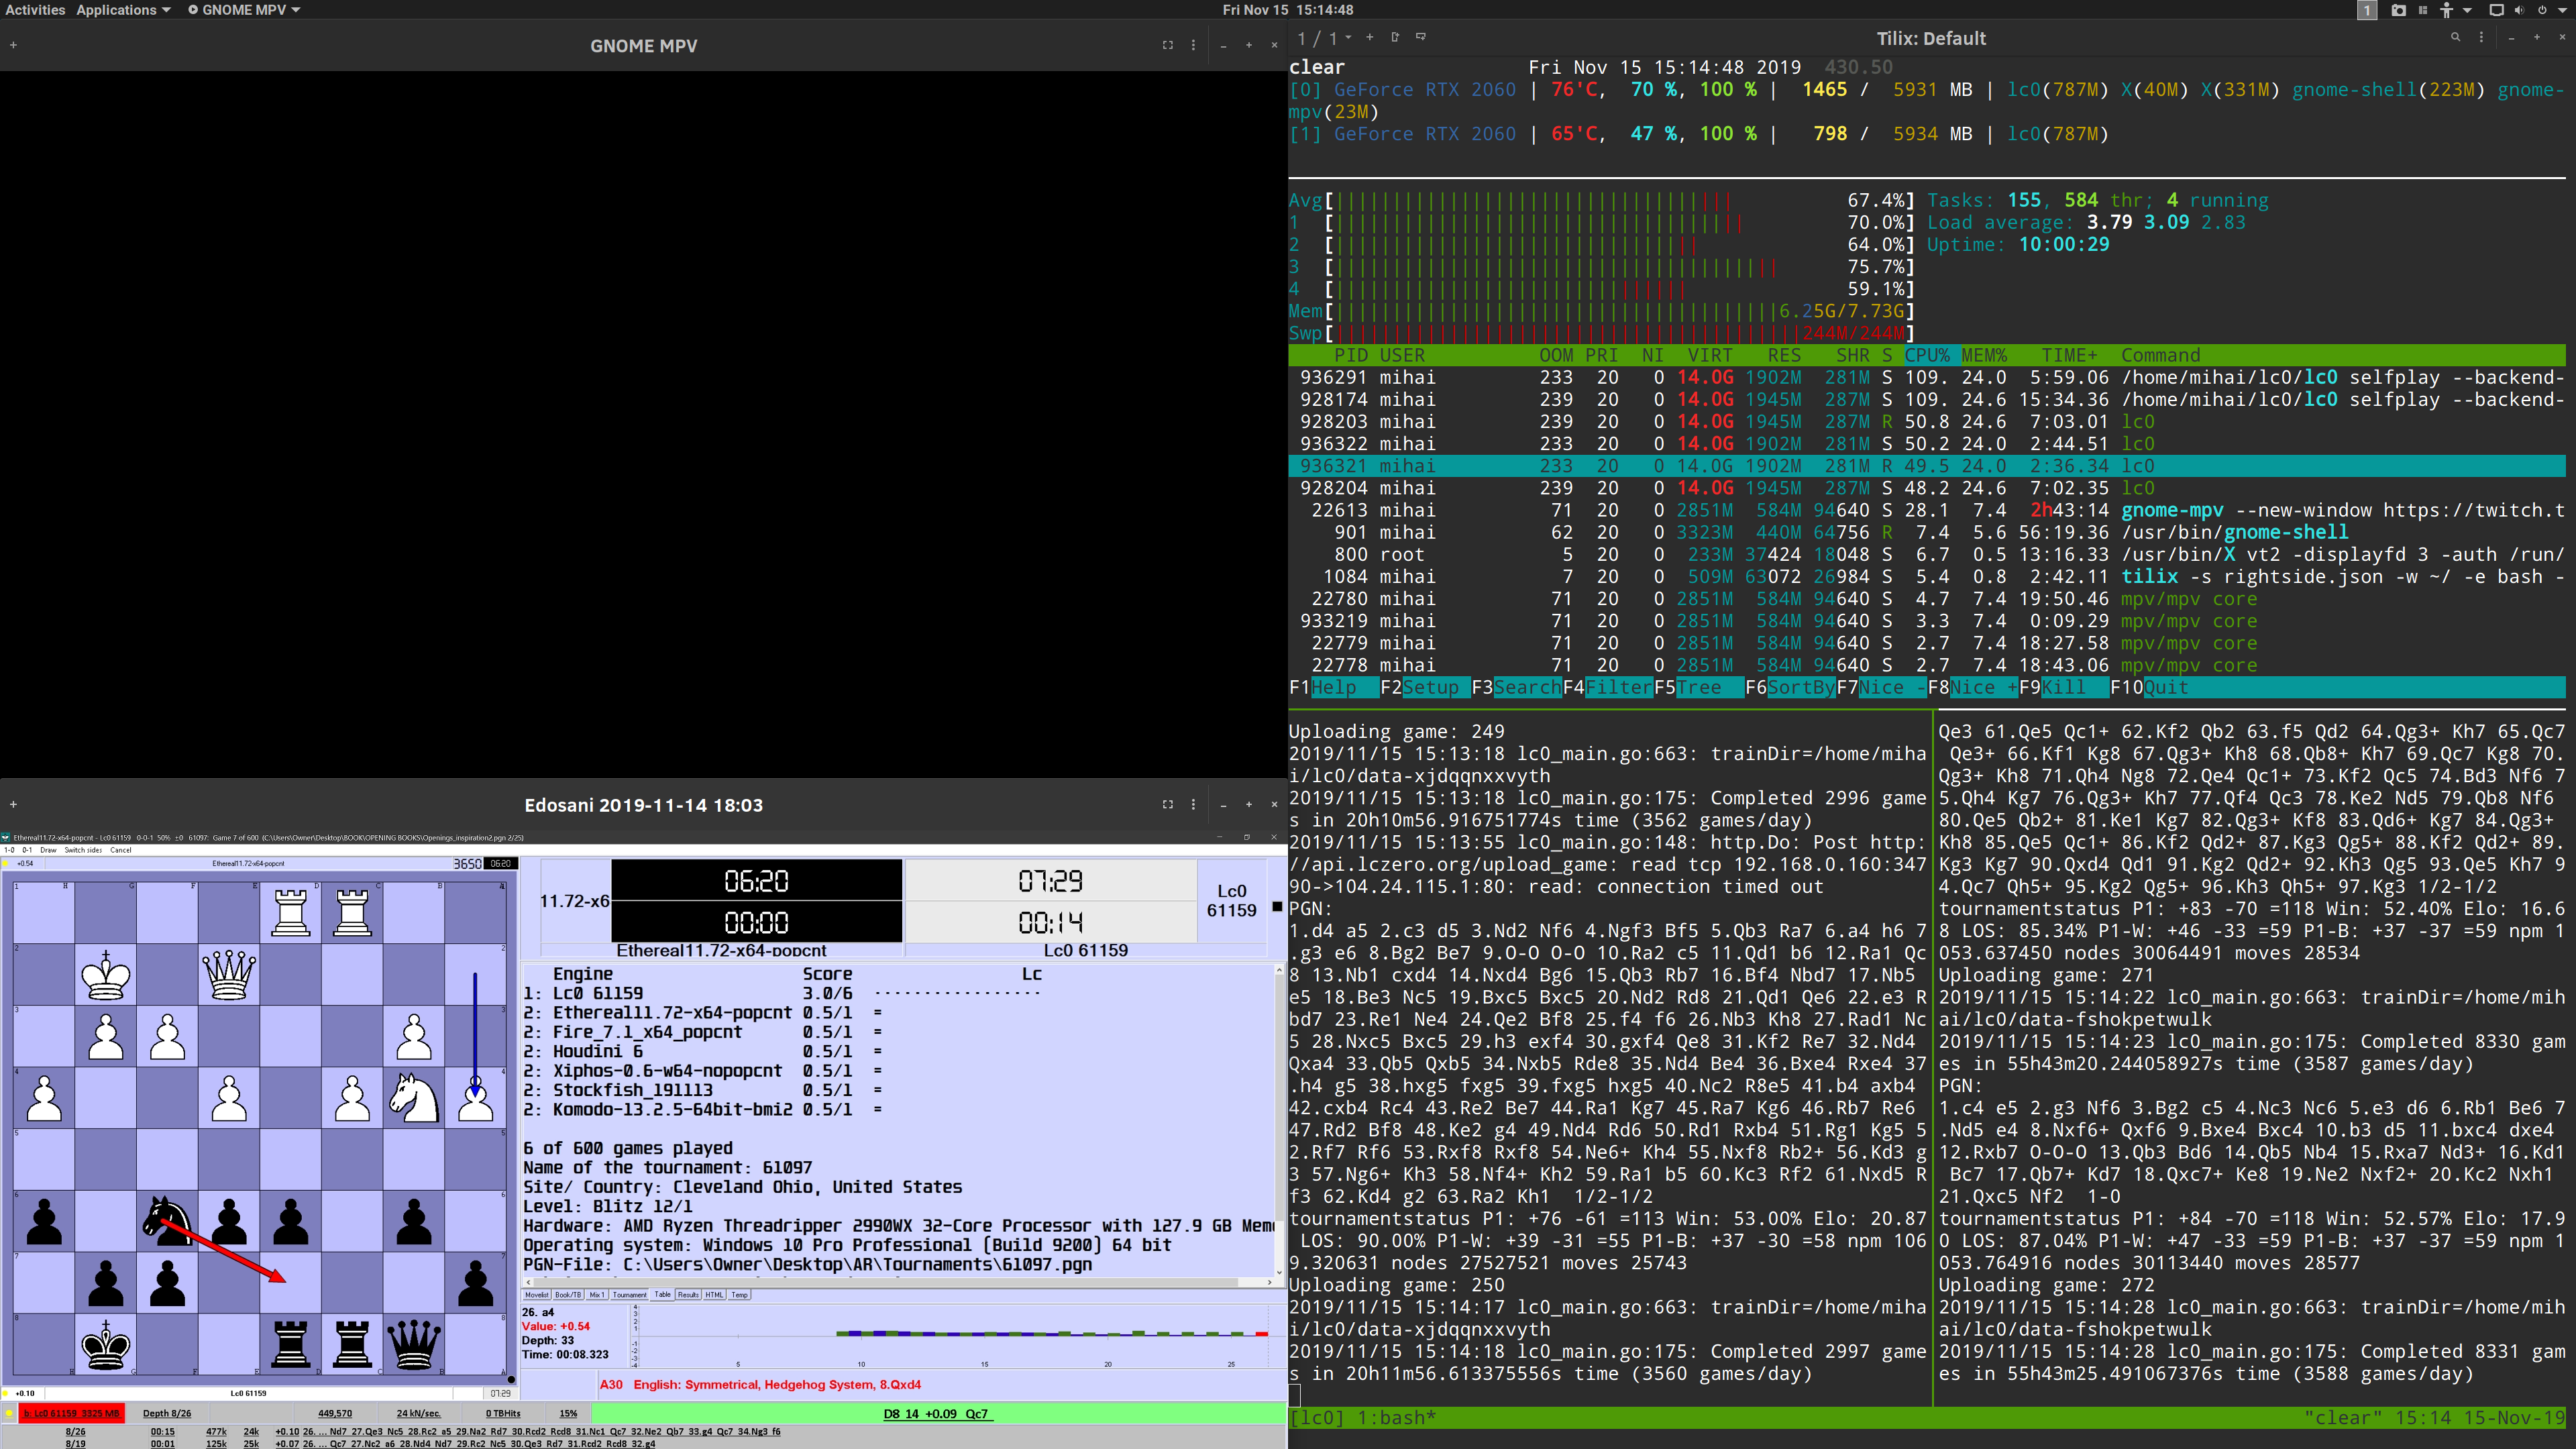 Activities Applications GNOME MPV Fri Nov 15 15:14:48 1
GNOME MPV
1 / 1 Tilix: Default
clear Fri Nov 15 15:14:48 2019 430.50
[0] GeForce RTX 2060 | 76'C, 70 %, 100 % | 1465 / 5931 MB | lc0(787M) X(40M) X(331M) gnome-shell(223M) gnome-
mpv(23M)
[1] GeForce RTX 2060 | 65'C, 47 %, 100 % | 798 / 5934 MB | lc0(787M)
Avg[ 67.4%] Tasks: 155, 584 thr; 4 running
1 [ 70.0%] Load average: 3.79 3.09 2.83
2 [ 64.0%] Uptime: 10:00:29
3 [ 75.7%]
4 [ 59.1%]
Mem[ 6.25G/7.73G]
Swp[ 244M/244M]
PID USER OOM PRI NI VIRT RES SHR S CPU% MEM% TIME+ Command
936291 mihai 233 20 0 14.0G 1902M 281M S 109. 24.0 5:59.06 /home/mihai/lc0/lc0 selfplay --backend-
928174 mihai 239 20 0 14.0G 1945M 287M S 109. 24.6 15:34.36 /home/mihai/lc0/lc0 selfplay --backend-
928203 mihai 239 20 0 14.0G 1945M 287M R 50.8 24.6 7:03.01 lc0
936322 mihai 233 20 0 14.0G 1902M 281M S 50.2 24.0 2:44.51 lc0
936321 mihai 233 20 0 14.0G 1902M 281M R 49.5 24.0 2:36.34 lc0
928204 mihai 239 20 0 14.0G 1945M 287M S 48.2 24.6 7:02.35 lc0
22613 mihai 71 20 0 2851M 584M 94640 S 28.1 7.4 2h43:14 gnome-mpv --new-window https://twitch.t
901 mihai 62 20 0 3323M 440M 64756 R 7.4 5.6 56:19.36 /usr/bin/gnome-shell
800 root 5 20 0 233M 37424 18048 S 6.7 0.5 13:16.33 /usr/bin/X vt2 -displayfd 3 -auth /run/
1084 mihai 7 20 0 509M 63072 26984 S 5.4 0.8 2:42.11 tilix -s rightside.json -w ~/ -e bash -
22780 mihai 71 20 0 2851M 584M 94640 S 4.7 7.4 19:50.46 mpv/mpv core
933219 mihai 71 20 0 2851M 584M 94640 S 3.3 7.4 0:09.29 mpv/mpv core
22779 mihai 71 20 0 2851M 584M 94640 S 2.7 7.4 18:27.58 mpv/mpv core
22778 mihai 71 20 0 2851M 584M 94640 S 2.7 7.4 18:43.06 mpv/mpv core
F1Help F2Setup F3SearchF4FilterF5Tree F6SortByF7Nice -F8Nice +F9Kill F10Quit
Uploading game: 249
2019/11/15 15:13:18 lc0_main.go:663: trainDir=/home/miha
i/lc0/data-xjdqqnxxvyth
2019/11/15 15:13:18 lc0_main.go:175: Completed 2996 game
s in 20h10m56.916751774s time (3562 games/day)
2019/11/15 15:13:55 lc0_main.go:148: http.Do: Post http:
//api.lczero.org/upload_game: read tcp 192.168.0.160:347
90->104.24.115.1:80: read: connection timed out
PGN:
1.d4 a5 2.c3 d5 3.Nd2 Nf6 4.Ngf3 Bf5 5.Qb3 Ra7 6.a4 h6 7
.g3 e6 8.Bg2 Be7 9.O-O O-O 10.Ra2 c5 11.Qd1 b6 12.Ra1 Qc
8 13.Nb1 cxd4 14.Nxd4 Bg6 15.Qb3 Rb7 16.Bf4 Nbd7 17.Nb5
e5 18.Be3 Nc5 19.Bxc5 Bxc5 20.Nd2 Rd8 21.Qd1 Qe6 22.e3 R
bd7 23.Re1 Ne4 24.Qe2 Bf8 25.f4 f6 26.Nb3 Kh8 27.Rad1 Nc
5 28.Nxc5 Bxc5 29.h3 exf4 30.gxf4 Qe8 31.Kf2 Re7 32.Nd4
Qxa4 33.Qb5 Qxb5 34.Nxb5 Rde8 35.Nd4 Be4 36.Bxe4 Rxe4 37
.h4 g5 38.hxg5 fxg5 39.fxg5 hxg5 40.Nc2 R8e5 41.b4 axb4
42.cxb4 Rc4 43.Re2 Be7 44.Ra1 Kg7 45.Ra7 Kg6 46.Rb7 Re6
47.Rd2 Bf8 48.Ke2 g4 49.Nd4 Rd6 50.Rd1 Rxb4 51.Rg1 Kg5 5
2.Rf7 Rf6 53.Rxf8 Rxf8 54.Ne6+ Kh4 55.Nxf8 Rb2+ 56.Kd3 g
3 57.Ng6+ Kh3 58.Nf4+ Kh2 59.Ra1 b5 60.Kc3 Rf2 61.Nxd5 R
f3 62.Kd4 g2 63.Ra2 Kh1 1/2-1/2
tournamentstatus P1: +76 -61 =113 Win: 53.00% Elo: 20.87
LOS: 90.00% P1-W: +39 -31 =55 P1-B: +37 -30 =58 npm 106
9.320631 nodes 27527521 moves 25743
Uploading game: 250
2019/11/15 15:14:17 lc0_main.go:663: trainDir=/home/miha
i/lc0/data-xjdqqnxxvyth
2019/11/15 15:14:18 lc0_main.go:175: Completed 2997 game
s in 20h11m56.613375556s time (3560 games/day)
Qe3 61.Qe5 Qc1+ 62.Kf2 Qb2 63.f5 Qd2 64.Qg3+ Kh7 65.Qc7
Qe3+ 66.Kf1 Kg8 67.Qg3+ Kh8 68.Qb8+ Kh7 69.Qc7 Kg8 70.
Qg3+ Kh8 71.Qh4 Ng8 72.Qe4 Qc1+ 73.Kf2 Qc5 74.Bd3 Nf6 7
5.Qh4 Kg7 76.Qg3+ Kh7 77.Qf4 Qc3 78.Ke2 Nd5 79.Qb8 Nf6
80.Qe5 Qb2+ 81.Ke1 Kg7 82.Qg3+ Kf8 83.Qd6+ Kg7 84.Qg3+
Kh8 85.Qe5 Qc1+ 86.Kf2 Qd2+ 87.Kg3 Qg5+ 88.Kf2 Qd2+ 89.
Kg3 Kg7 90.Qxd4 Qd1 91.Kg2 Qd2+ 92.Kh3 Qg5 93.Qe5 Kh7 9
4.Qc7 Qh5+ 95.Kg2 Qg5+ 96.Kh3 Qh5+ 97.Kg3 1/2-1/2
tournamentstatus P1: +83 -70 =118 Win: 52.40% Elo: 16.6
8 LOS: 85.34% P1-W: +46 -33 =59 P1-B: +37 -37 =59 npm 1
053.637450 nodes 30064491 moves 28534
Uploading game: 271
2019/11/15 15:14:22 lc0_main.go:663: trainDir=/home/mih
ai/lc0/data-fshokpetwulk
2019/11/15 15:14:23 lc0_main.go:175: Completed 8330 gam
es in 55h43m20.244058927s time (3587 games/day)
PGN:
1.c4 e5 2.g3 Nf6 3.Bg2 c5 4.Nc3 Nc6 5.e3 d6 6.Rb1 Be6 7
.Nd5 e4 8.Nxf6+ Qxf6 9.Bxe4 Bxc4 10.b3 d5 11.bxc4 dxe4
12.Rxb7 O-O-O 13.Qb3 Bd6 14.Qb5 Nb4 15.Rxa7 Nd3+ 16.Kd1
Bc7 17.Qb7+ Kd7 18.Qxc7+ Ke8 19.Ne2 Nxf2+ 20.Kc2 Nxh1
21.Qxc5 Nf2 1-0
tournamentstatus P1: +84 -70 =118 Win: 52.57% Elo: 17.9
0 LOS: 87.04% P1-W: +47 -33 =59 P1-B: +37 -37 =59 npm 1
053.764916 nodes 30113440 moves 28577
Uploading game: 272
2019/11/15 15:14:28 lc0_main.go:663: trainDir=/home/mih
ai/lc0/data-fshokpetwulk
2019/11/15 15:14:28 lc0_main.go:175: Completed 8331 gam
es in 55h43m25.491067376s time (3588 games/day)
[lc0] 1:bash* "clear" 15:14 15-Nov-19
Edosani 2019-11-14 18:03
Ethereal11.72-x64-popcnt - Lc0 61159 0-0-1 50% ±0 61097: Game 7 of 600 (C:\Users\Owner\Desktop\BOOK\OPENING BOOKS\Openings_inspiration2.pgn 2/25)
1-0 0-1 Draw Switch sides Cancel
+0.54 Ethereal11.72-x64-popcnt 3650 06:20
11.72-x6 06:20 07:29 Lc0
00:00 00:14 61159
Ethereal11.72-x64-popcnt Lc0 61159
Engine Score Lc
1: Lc0 61159 3.0/6 - - - - - - - - - - - - - - - - -
2: Ethereal11.72-x64-popcnt 0.5/1 =
2: Fire_7.1_x64_popcnt 0.5/1 =
2: Houdini 6 0.5/1 =
2: Xiphos-0.6-w64-nopopcnt 0.5/1 =
2: Stockfish_191113 0.5/1 =
2: Komodo-13.2.5-64bit-bmi2 0.5/1 =
6 of 600 games played
Name of the tournament: 61097
Site/ Country: Cleveland Ohio, United States
Level: Blitz 12/1
Hardware: AMD Ryzen Threadripper 2990WX 32-Core Processor with 127.9 GB Mem
Operating system: Windows 10 Pro Professional (Build 9200) 64 bit
PGN-File: C:\Users\Owner\Desktop\AR\Tournaments\61097.pgn
Movelist Book/TB Mix 1 Tournament Table Results HTML Temp
26. a4
Value: +0.54
Depth: 33
Time: 00:08.323
5 10 15 20 25
A30 English: Symmetrical, Hedgehog System, 8.Qxd4
+0.10 Lc0 61159 07:29
b: Lc0 61159 3325 MB Depth 8/26 449,570 24 kN/sec. 0 TBHits 15% D8 14 +0.09 Qc7
8/26 00:15 477k 24k +0.10 26. ... Nd7 27.Qe3 Nc5 28.Rc2 a5 29.Na2 Rd7 30.Rcd2 Rcd8 31.Nc1 Qc7 32.Ne2 Qb7 33.g4 Qc7 34.Ng3 f6
8/19 00:01 125k 25k +0.07 26. ... Qc7 27.Nc2 a6 28.Nd4 Nd7 29.Rc2 Nc5 30.Qe3 Rd7 31.Rcd2 Rcd8 32.g4